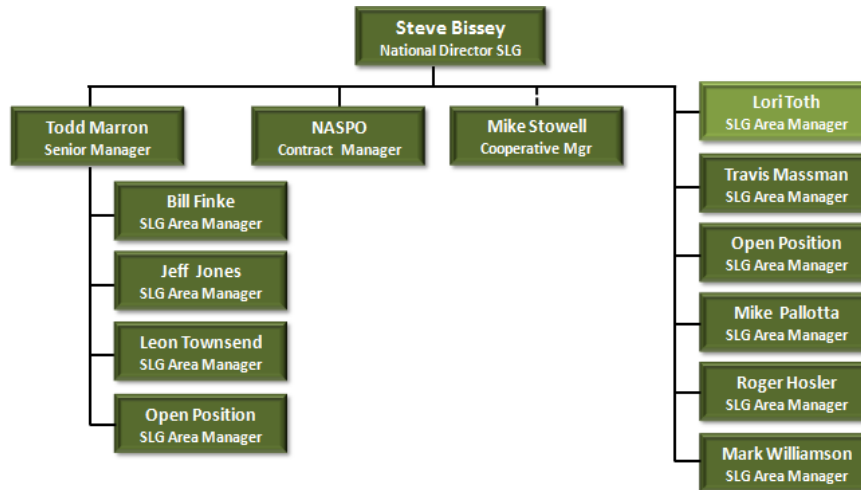 Steve Bissey
National Director SLG
Todd Marron
Senior Manager
NASPO
Contract Manager
Mike Stowell
Cooperative Mgr
Bill Finke
SLG Area Manager
Jeff Jones
SLG Area Manager
Leon Townsend
SLG Area Manager
Open Position
SLG Area Manager
Lori Toth
SLG Area Manager
Travis Massman
SLG Area Manager
Open Position
SLG Area Manager
Mike Pallotta
SLG Area Manager
Roger Hosler
SLG Area Manager
Mark Williamson
SLG Area Manager